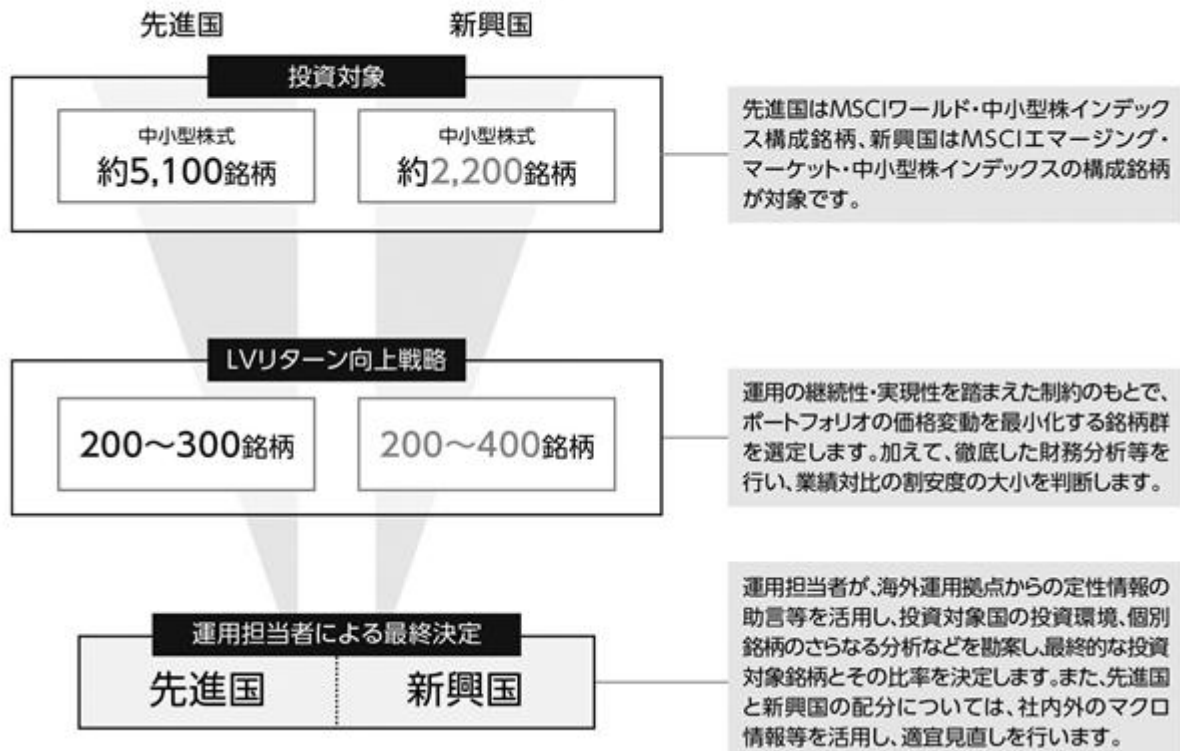 先進国
新興国
投資対象
中小型株式
約5,100銘柄
中小型株式
約2,200銘柄
先進国はMSCIワールド・中小型株インデック
ス構成銘柄、新興国はMSCIエマージング・
マーケット・中小型株インデックスの構成銘柄
が対象です。
LVリターン向上戦略
200～300銘柄
200～400銘柄
運用の継続性・実現性を踏まえた制約のもとで、
ポートフォリオの価格変動を最小化する銘柄群
を選定します。加えて、徹底した財務分析等を
行い、業績対比の割安度の大小を判断します。
運用担当者による最終決定
先進国
新興国
運用担当者が、海外運用拠点からの定性情報の
助言等を活用し、投資対象国の投資環境、個別
銘柄のさらなる分析などを勘案し、最終的な投資
対象銘柄とその比率を決定します。また、先進国
と新興国の配分については、社内外のマクロ
情報等を活用し、適宜見直しを行います。